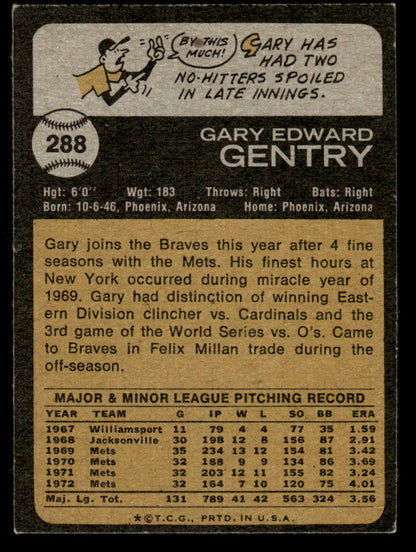 BY THIS MUCH!
GARY HAS
HAD TWO
NO-HITTERS SPOILED
IN LATE INNINGS.
288
GARY EDWARD
GENTRY
Hgt: 6'0" Wgt: 183 Throws: Right Bats: Right
Born: 10-6-46, Phoenix, Arizona Home: Phoenix, Arizona
Gary joins the Braves this year after 4 fine
seasons with the Mets. His finest hours at
New York occurred during miracle year of
1969. Gary had distinction of winning East-
ern Division clincher vs. Cardinals and the
3rd game of the World Series vs. O's. Came
to Braves in Felix Millan trade during the
off-season.
MAJOR & MINOR LEAGUE PITCHING RECORD
YEAR TEAM G IP W L SO BB ERA
1967 Williamsport 11 79 4 4 77 35 1.59
1968 Jacksonville 30 198 12 8 156 87 2.91
1969 Mets 35 234 13 12 154 81 3.42
1970 Mets 32 188 9 9 134 86 3.69
1971 Mets 32 203 12 11 155 82 3.24
1972 Mets 32 164 7 10 120 75 4.01
Maj. Lg. Tot. 131 789 41 42 563 324 3.56
★©T.C.G., PRTD. IN U.S.A.